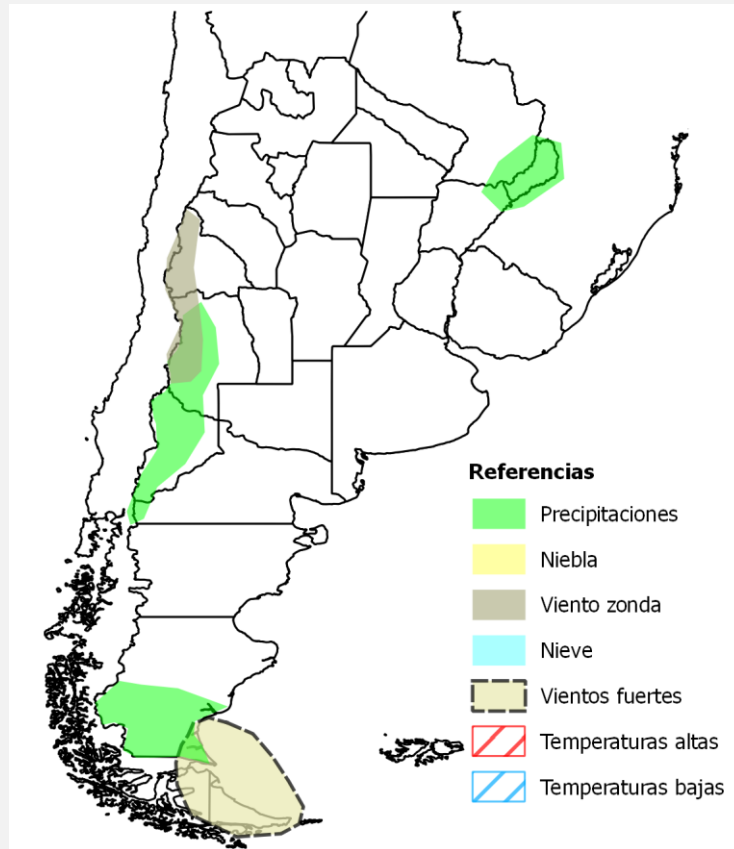 Referencias
Precipitaciones
Niebla
Viento zonda
Nieve
Vientos fuertes
Temperaturas altas
Temperaturas bajas